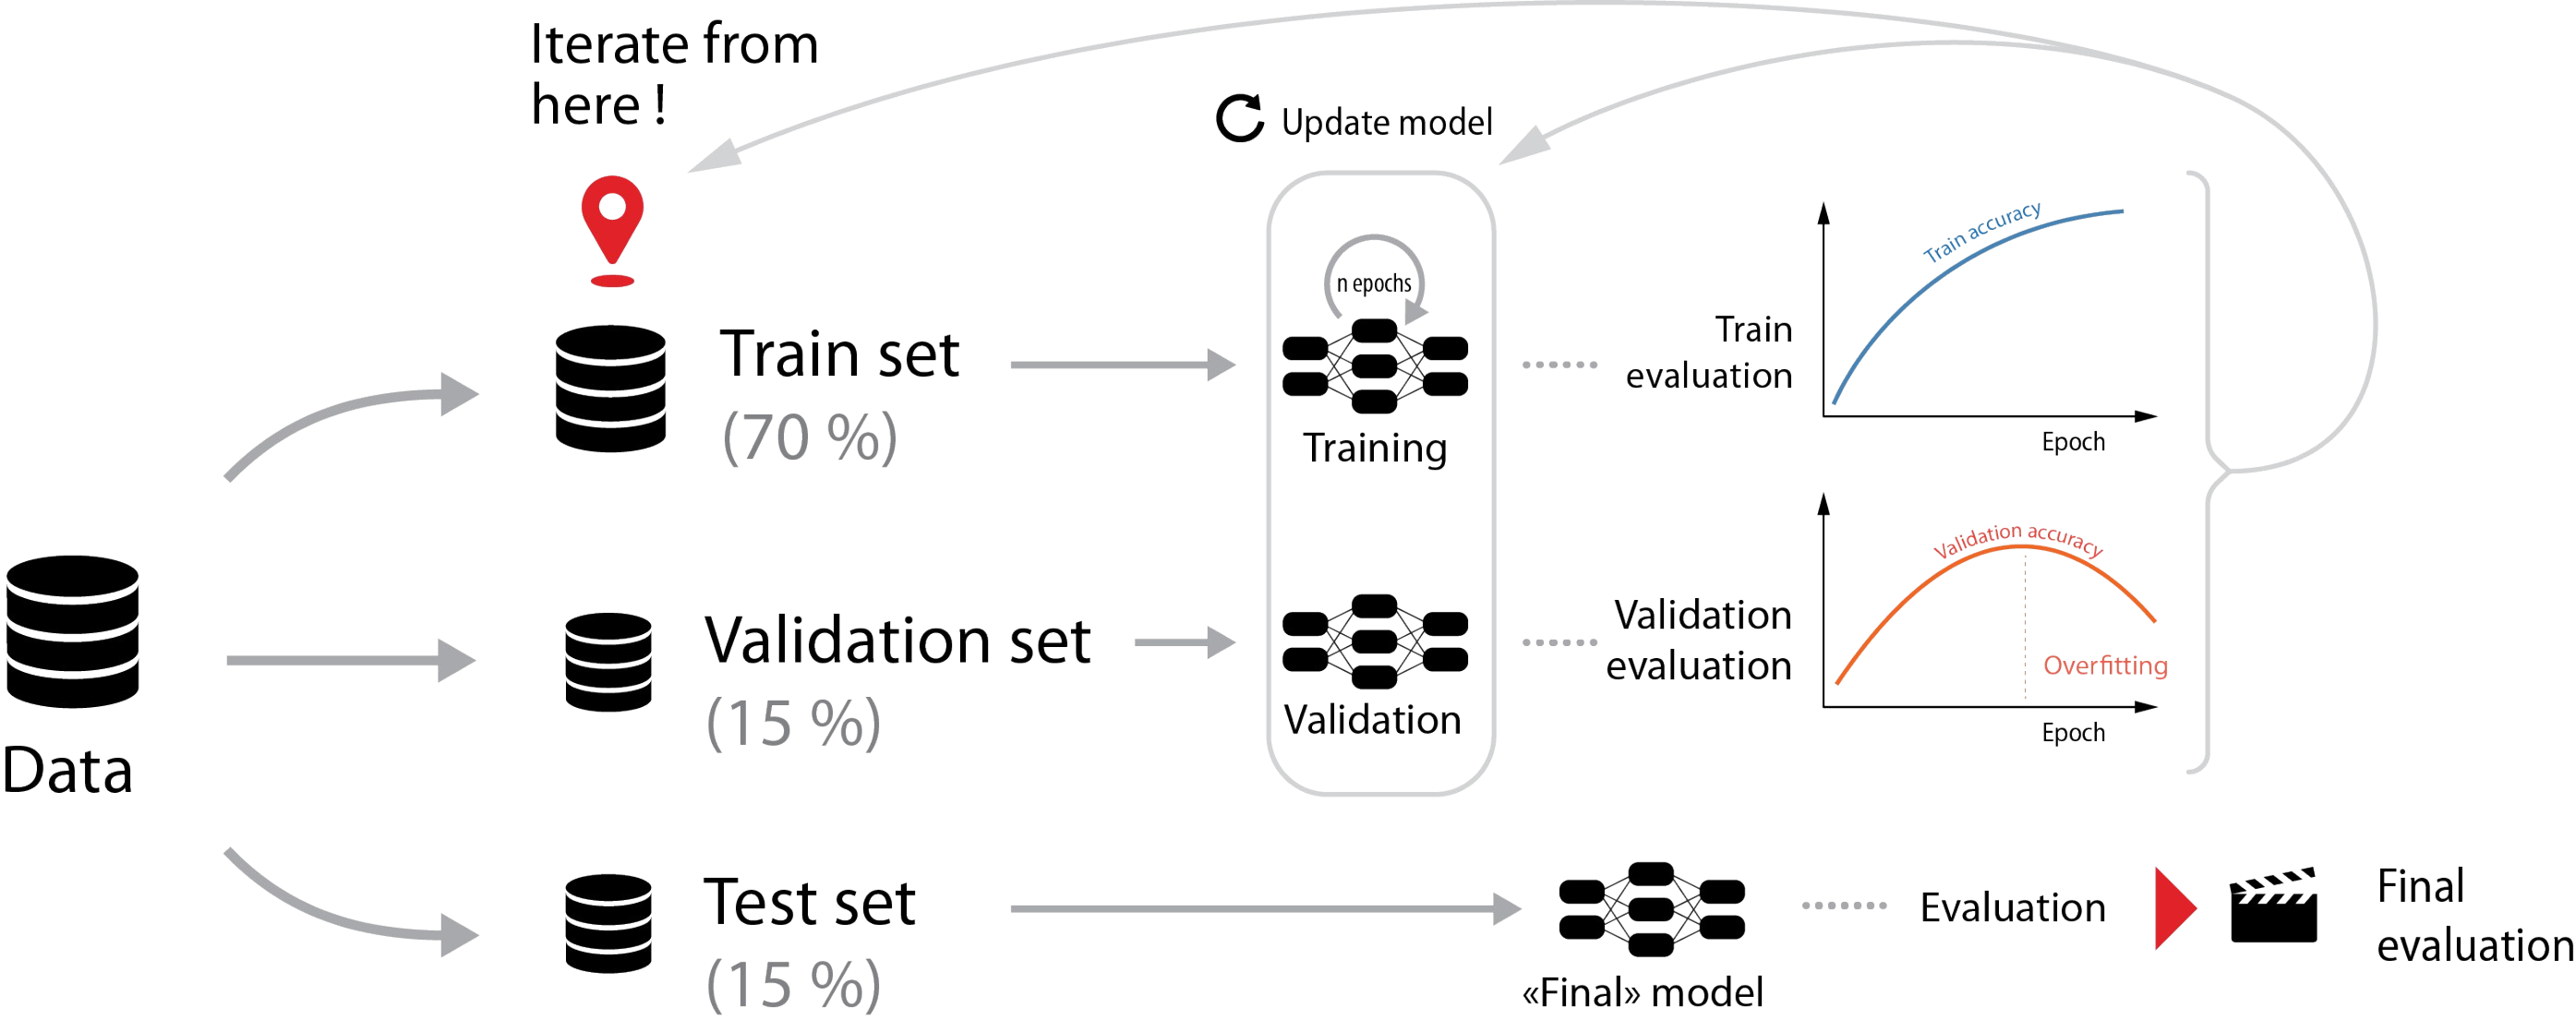 Iterate from
here !
Update model
Train set
(70 %)
n epochs
Training
Train
evaluation
Train accuracy
Epoch
Data
Validation set
(15 %)
Validation
Validation
evaluation
Validation accuracy
Overfitting
Epoch
Test set
(15 %)
«Final» model
Evaluation
Final
evaluation